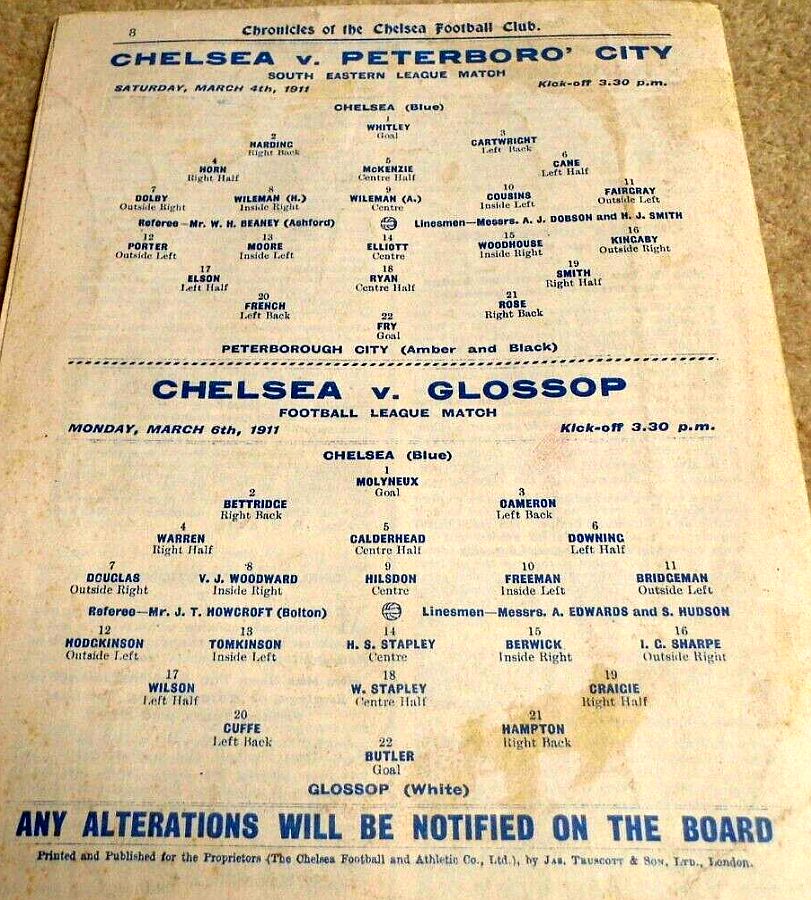 8 Chronicles of the Chelsea Football Club.
CHELSEA v. PETERBORO' CITY
SOUTH EASTERN LEAGUE MATCH
SATURDAY, MARCH 4th, 1911 Kick-off 3.30 p.m.
CHELSEA (Blue)
1
WHITLEY
Goal
2 3
HARDING CARTWRIGHT
Right Back Left Back
4 5 6
HORN McKENZIE CANE
Right Half Centre Half Left Half
7 8 9 10 11
DOLBY WILEMAN (H.) WILEMAN (A.) COUSINS FAIRGRAY
Outside Right Inside Right Centre Inside Left Outside Left
Referee—Mr. W. H. BEANEY (Ashford) Linesmen—Messrs. A. J. DOBSON and H. J. SMITH
12 13 14 15 16
PORTER MOORE ELLIOTT WOODHOUSE KINGABY
Outside Left Inside Left Centre Inside Right Outside Right
17 18 19
ELSON RYAN SMITH
Left Half Centre Half Right Half
20 21
FRENCH ROSE
Left Back Right Back
22
FRY
Goal
PETERBOROUGH CITY (Amber and Black)
CHELSEA v. GLOSSOP
FOOTBALL LEAGUE MATCH
MONDAY, MARCH 6th, 1911 Kick-off 3.30 p.m.
CHELSEA (Blue)
1
MOLYNEUX
Goal
2 3
BETTRIDGE CAMERON
Right Back Left Back
4 5 6
WARREN CALDERHEAD DOWNING
Right Half Centre Half Left Half
7 8 9 10 11
DOUGLAS V. J. WOODWARD HILSDON FREEMAN BRIDGEMAN
Outside Right Inside Right Centre Inside Left Outside Left
Referee—Mr. J. T. HOWCROFT (Bolton) Linesmen—Messrs. A. EDWARDS and S. HUDSON
12 13 14 15 16
HODGKINSON TOMKINSON H. S. STAPLEY BERWICK I. G. SHARPE
Outside Left Inside Left Centre Inside Right Outside Right
17 18 19
WILSON W. STAPLEY CRAIGIE
Left Half Centre Half Right Half
20 21
CUFFE HAMPTON
Left Back Right Back
22
BUTLER
Goal
GLOSSOP (White)
ANY ALTERATIONS WILL BE NOTIFIED ON THE BOARD
Printed and Published for the Proprietors (The Chelsea Football and Athletic Co., Ltd.), by JAS. TRUSCOTT & SON, LTD., London.